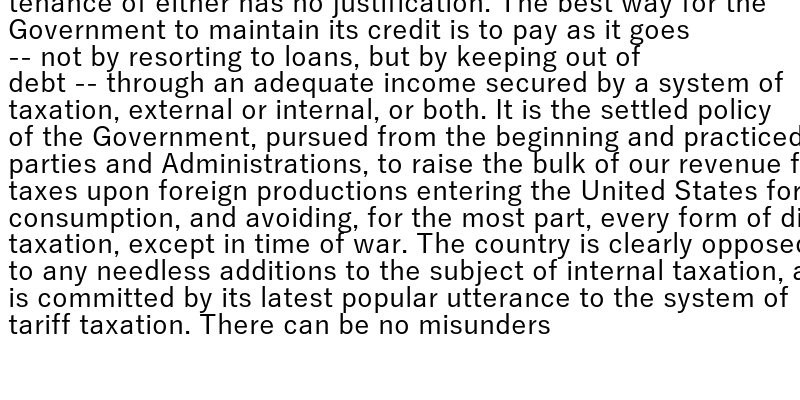 tenance of either has no justification. The best way for the
Government to maintain its credit is to pay as it goes
-- not by resorting to loans, but by keeping out of
debt -- through an adequate income secured by a system of
taxation, external or internal, or both. It is the settled policy
of the Government, pursued from the beginning and practiced
parties and Administrations, to raise the bulk of our revenue f
taxes upon foreign productions entering the United States for
consumption, and avoiding, for the most part, every form of di
taxation, except in time of war. The country is clearly opposed
to any needless additions to the subject of internal taxation, a
is committed by its latest popular utterance to the system of
tariff taxation. There can be no misunders